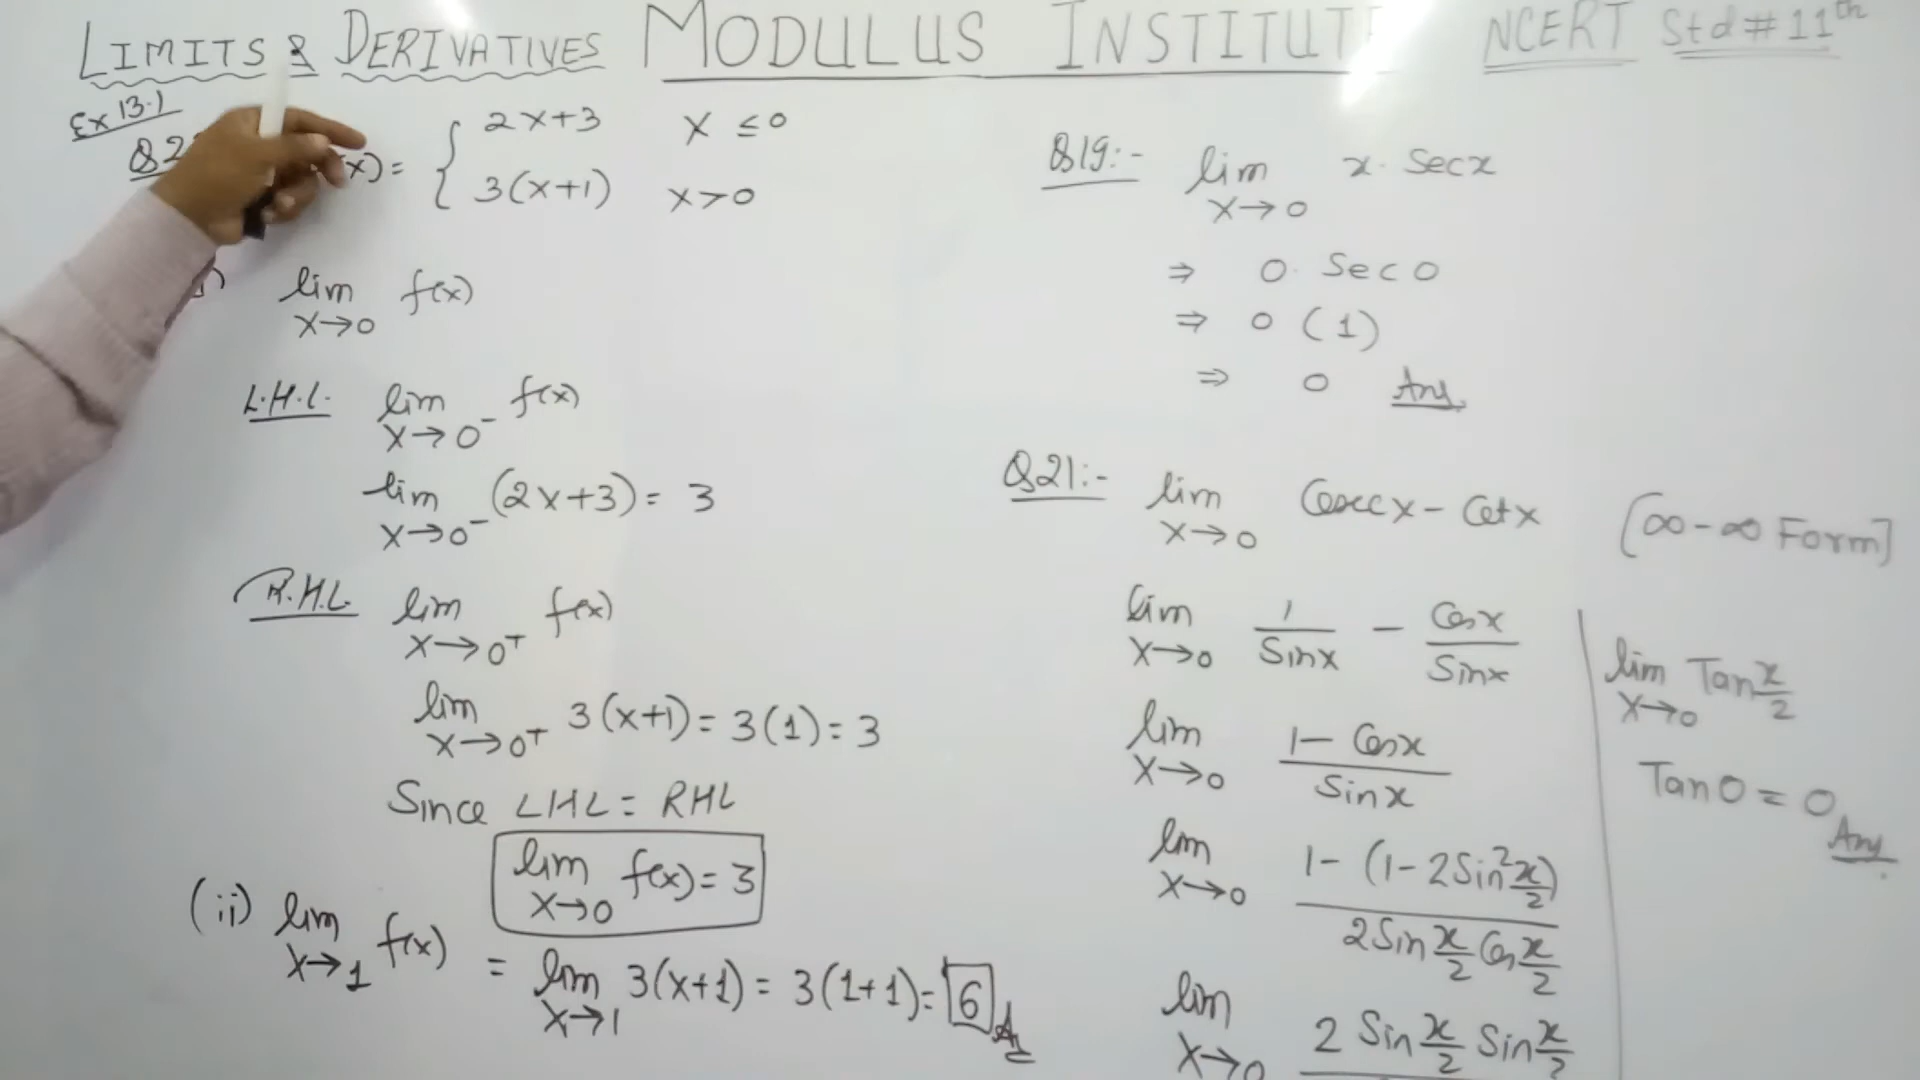 LIMITS & DERIVATIVES MODULUS INSTITUT NCERT Std # 11th
Ex 13.1
Q2 (x) = { 2x+3 x ≤ 0
3(x+1) x > 0
lim x→0 f(x)
L.H.L. lim x→0⁻ f(x)
lim x→0⁻ (2x+3) = 3
R.H.L. lim x→0⁺ f(x)
lim x→0⁺ 3(x+1) = 3(1) = 3
Since LHL = RHL
lim x→0 f(x) = 3
(ii) lim x→1 f(x) = lim x→1 3(x+1) = 3(1+1) = 6
Q19:- lim x→0 x. Secx
⇒ 0. Sec 0
⇒ 0 (1)
⇒ 0 Ans.
Q21:- lim x→0 Cosecx - Cotx [∞ - ∞ Form]
lim x→0 1/Sinx - Cosx/Sinx
lim x→0 (1 - Cosx)/Sinx
lim x→0 (1 - (1 - 2Sin² x/2))/(2Sin x/2 Cos x/2)
lim x→0 2 Sin x/2 Sin x/2
lim x→0 Tan x/2
Tan 0 = 0 Ans.